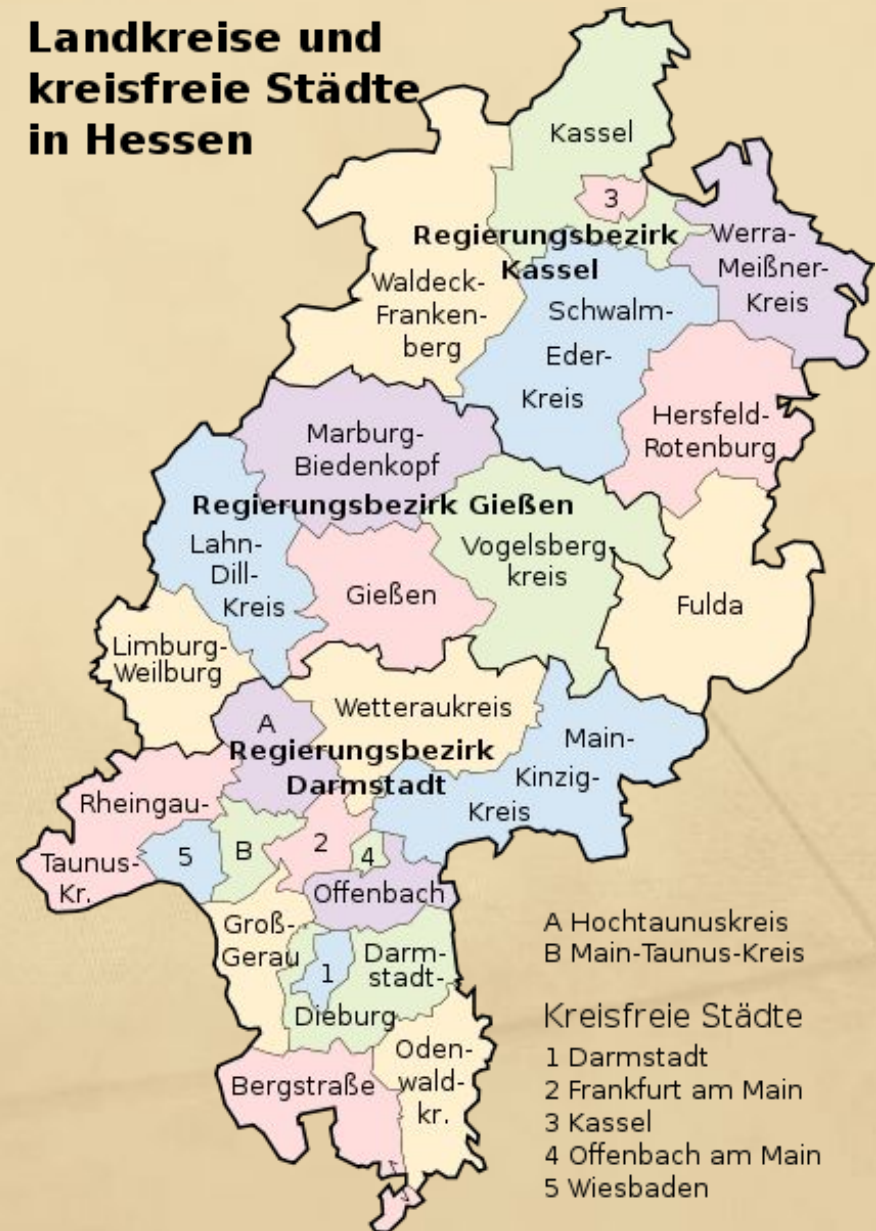 Landkreise und
kreisfreie Städte
in Hessen
Kassel
3
Regierungsbezirk
Kassel
Werra-
Meißner-
Kreis
Waldeck-
Franken-
berg
Schwalm-
Eder-
Kreis
Hersfeld-
Rotenburg
Marburg-
Biedenkopf
Regierungsbezirk Gießen
Lahn-
Dill-
Kreis
Gießen
Vogelsberg
kreis
Fulda
Limburg-
Weilburg
A
Wetteraukreis
Regierungsbezirk
Darmstadt
Main-
Kinzig-
Kreis
Rheingau-
Taunus-
Kr.
5
B
2
4
Offenbach
Groß-
Gerau
1
Darm-
stadt-
Dieburg
Bergstraße
Oden-
wald-
kr.
A Hochtaunuskreis
B Main-Taunus-Kreis
Kreisfreie Städte
1 Darmstadt
2 Frankfurt am Main
3 Kassel
4 Offenbach am Main
5 Wiesbaden